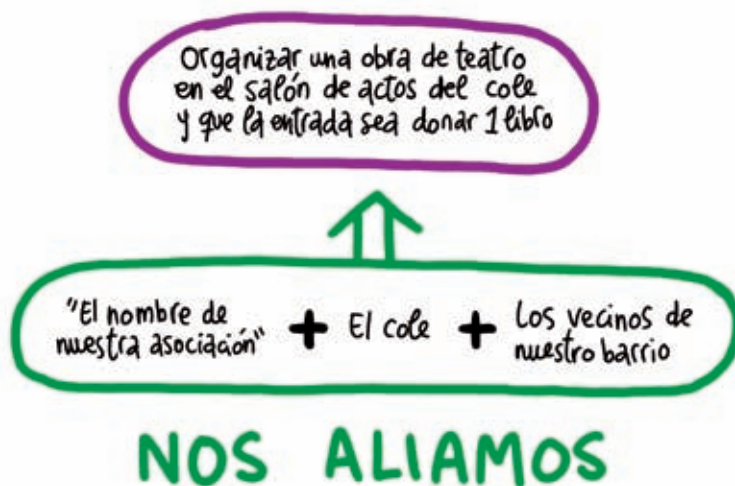 Organizar una obra de teatro
en el salón de actos del cole
y que la entrada sea donar 1 libro
"El nombre de
nuestra asociación"
+
El cole
+
Los vecinos de
nuestro barrio
NOS ALIAMOS